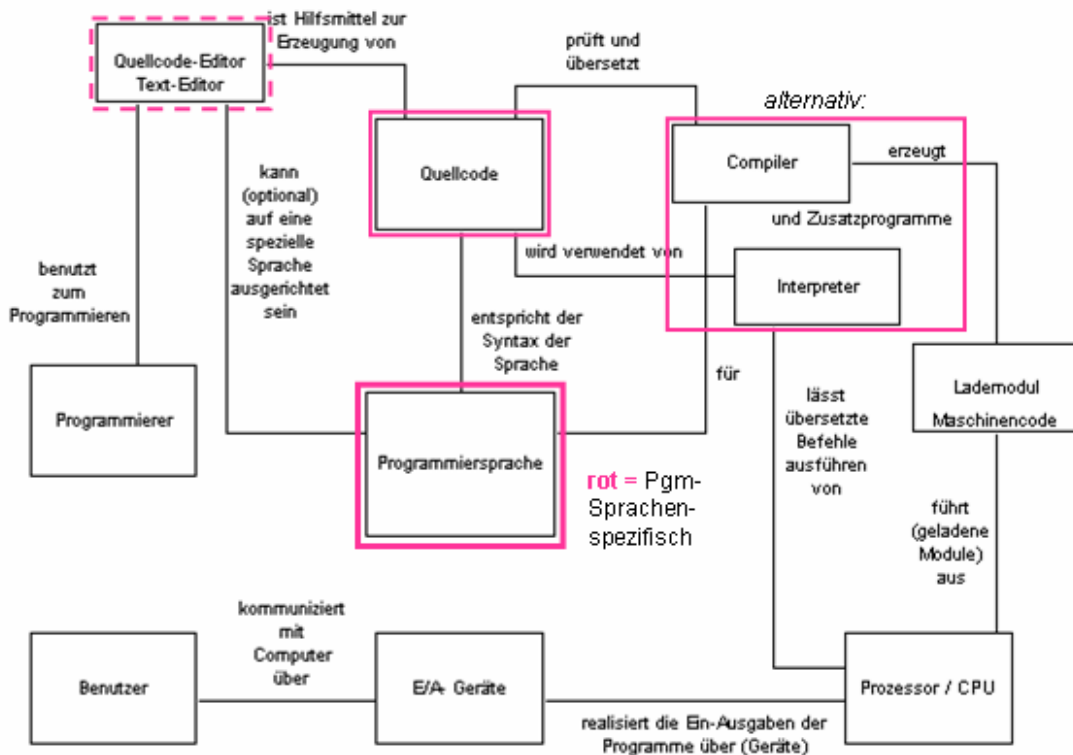 ist Hilfsmittel zur
Erzeugung von
Quellcode-Editor
Text-Editor
prüft und
übersetzt
alternativ:
Quellcode
Compiler
erzeugt
und Zusatzprogramme
kann
(optional)
auf eine
spezielle
Sprache
ausgerichtet
sein
wird verwendet von
Interpreter
benutzt
zum
Programmieren
entspricht der
Syntax der
Sprache
für
Programmierer
Programmiersprache
lässt
übersetzte
Befehle
ausführen
von
Lademodul
Maschinencode
rot = Pgm-
Sprachen-
spezifisch
führt
(geladene
Module)
aus
kommuniziert
mit
Computer
über
Benutzer
E/A- Geräte
Prozessor / CPU
realisiert die Ein-Ausgaben der
Programme über (Geräte)